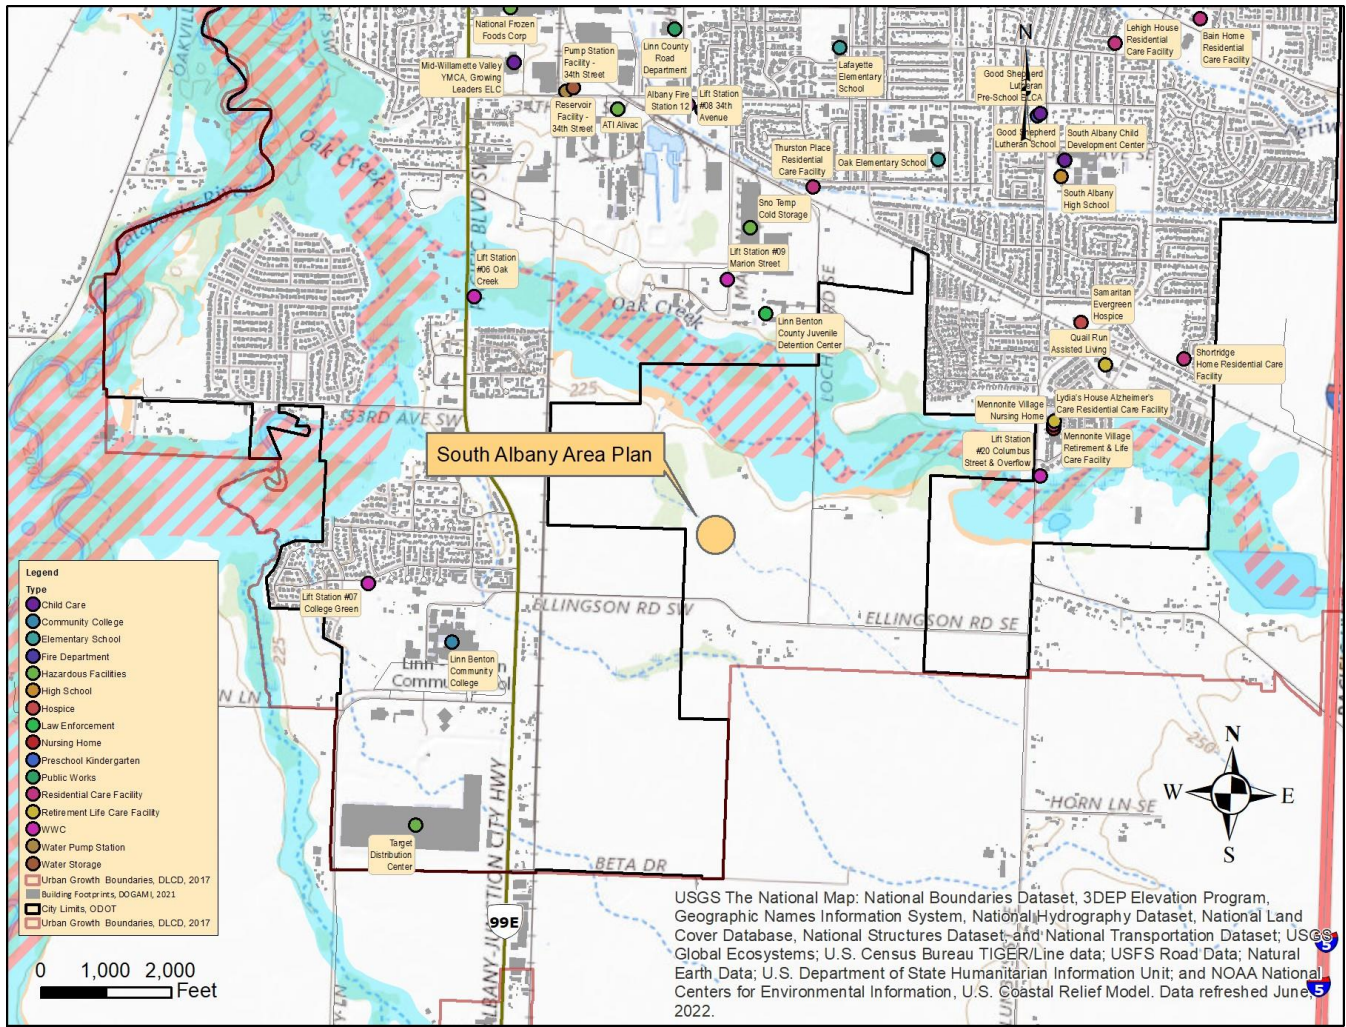 National Frozen
Foods Corp
Mid-Willamette Valley
YMCA, Growing
Leaders ELC
Pump Station
Facility -
34th Street
Reservoir
Facility -
34th Street
ATI Alivac
Linn County
Road
Department
Albany Fire
Station 12
Lift Station
#08 34th
Avenue
Lafayette
Elementary
School
N
Lehigh House
Residential
Care Facility
Bain Home
Residential
Care Facility
Good Shepherd
Lutheran
Pre-School ELCA
Good Shepherd
Lutheran School
South Albany Child
Development Center
South Albany
High School
Oak Elementary School
Thurston Place
Residential
Care Facility
Sno Temp
Cold Storage
Lift Station #09
Marion Street
Lift Station
#06 Oak
Creek
Linn Benton
County Juvenile
Detention Center
Samaritan
Evergreen
Hospice
Quail Run
Assisted Living
Shortridge
Home Residential Care
Facility
Lydia's House Alzheimer's
Care Residential Care Facility
Mennonite Village
Nursing Home
Mennonite Village
Retirement & Life
Care Facility
Lift Station
#20 Columbus
Street & Overflow
Oak Creek
Oak Creek
225
53RD AVE SW
South Albany Area Plan
Lift Station #07
College Green
ELLINGSON RD SW
ELLINGSON RD SE
Linn Benton
Community
College
225
N LN
250
HORN LN SE
Target
Distribution
Center
BETA DR
99E
Legend
Type
Child Care
Community College
Elementary School
Fire Department
Hazardous Facilities
High School
Hospice
Law Enforcement
Nursing Home
Preschool Kindergarten
Public Works
Residential Care Facility
Retirement Life Care Facility
WWC
Water Pump Station
Water Storage
Urban Growth Boundaries, DLCD, 2017
Building Footprints, DOGAMI, 2021
City Limits, ODOT
Urban Growth Boundaries, DLCD, 2017
0 1,000 2,000
Feet
N
W E
S
USGS The National Map: National Boundaries Dataset, 3DEP Elevation Program,
Geographic Names Information System, National Hydrography Dataset, National Land
Cover Database, National Structures Dataset, and National Transportation Dataset; USGS
Global Ecosystems; U.S. Census Bureau TIGER/Line data; USFS Road Data; Natural
Earth Data; U.S. Department of State Humanitarian Information Unit; and NOAA National
Centers for Environmental Information, U.S. Coastal Relief Model. Data refreshed June,
2022.
5
5